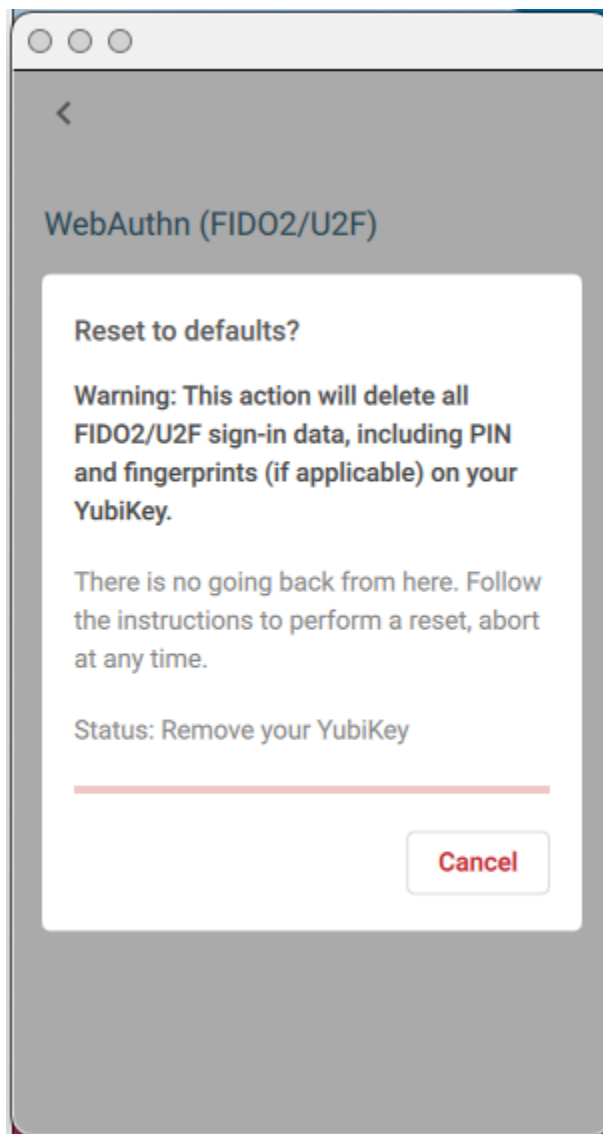 WebAuthn (FIDO2/U2F)
Reset to defaults?
Warning: This action will delete all
FIDO2/U2F sign-in data, including PIN
and fingerprints (if applicable) on your
YubiKey.
There is no going back from here. Follow
the instructions to perform a reset, abort
at any time.
Status: Remove your YubiKey
Cancel